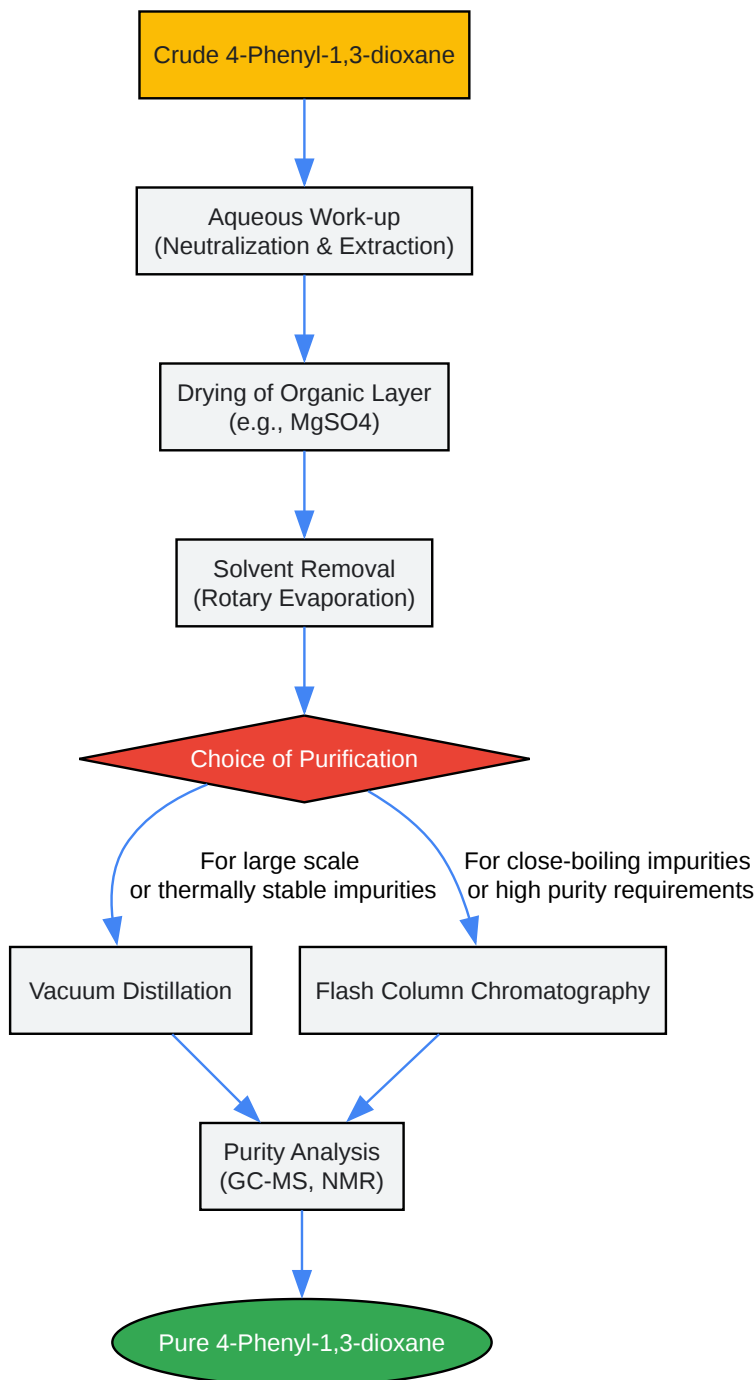 Crude 4-Phenyl-1,3-dioxane
Aqueous Work-up
(Neutralization & Extraction)
Drying of Organic Layer
(e.g., MgSO4)
Solvent Removal
(Rotary Evaporation)
Choice of Purification
For large scale
or thermally stable impurities
For close-boiling impurities
or high purity requirements
Vacuum Distillation
Flash Column Chromatography
Purity Analysis
(GC-MS, NMR)
Pure 4-Phenyl-1,3-dioxane